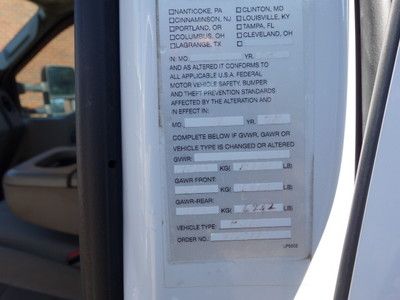 ☐NANTICOKE, PA ☐CLINTON, MO
☐CINNAMINSON, NJ ☐LOUISVILLE, KY
☐PORTLAND, OR ☐TAMPA, FL
☐COLUMBUS, OH ☐CLEVELAND, OH
☐LAGRANGE, TX
IN: MO. YR.
AND AS ALTERED IT CONFORMS TO
ALL APPLICABLE U.S.A. FEDERAL
MOTOR VEHICLE SAFETY, BUMPER
AND THEFT PREVENTION STANDARDS
AFFECTED BY THE ALTERATION AND
IN EFFECT IN:
MO. YR.
COMPLETE BELOW IF GVWR, GAWR OR
VEHICLE TYPE IS CHANGED OR ALTERED
GVWR:
KG( LB)
GAWR FRONT:
KG( LB)
GAWR-REAR:
KG( LB)
VEHICLE TYPE:
ORDER NO.: